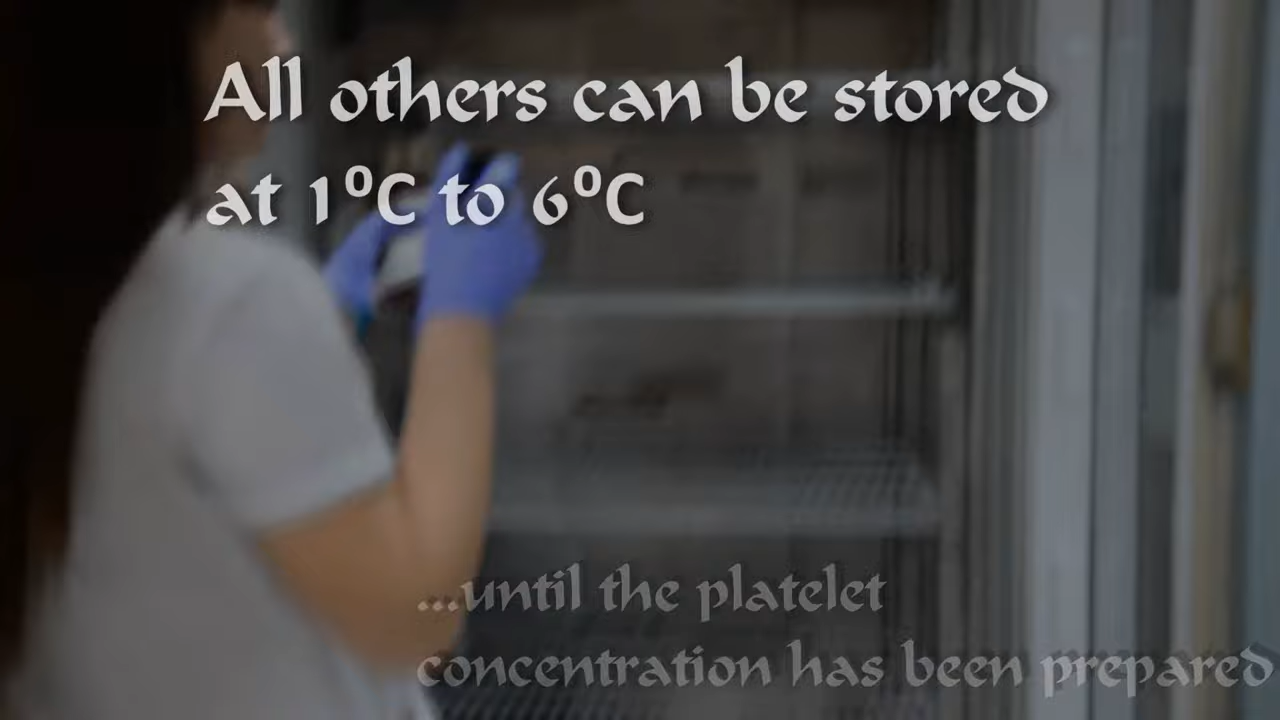 All others can be stored
at 1ºC to 6ºC
...until the platelet
concentration has been prepared